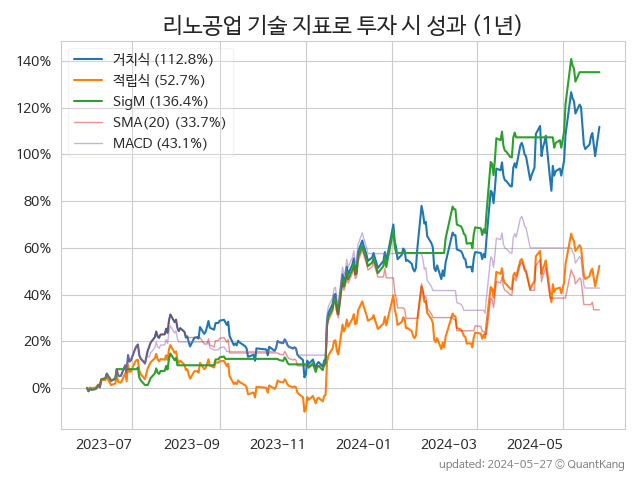 리노공업 기술 지표로 투자 시 성과 (1년)
거치식 (112.8%)
적립식 (52.7%)
SigM (136.4%)
SMA(20) (33.7%)
MACD (43.1%)
140%
120%
100%
80%
60%
40%
20%
0%
2023-07 2023-09 2023-11 2024-01 2024-03 2024-05
updated: 2024-05-27 © QuantKang